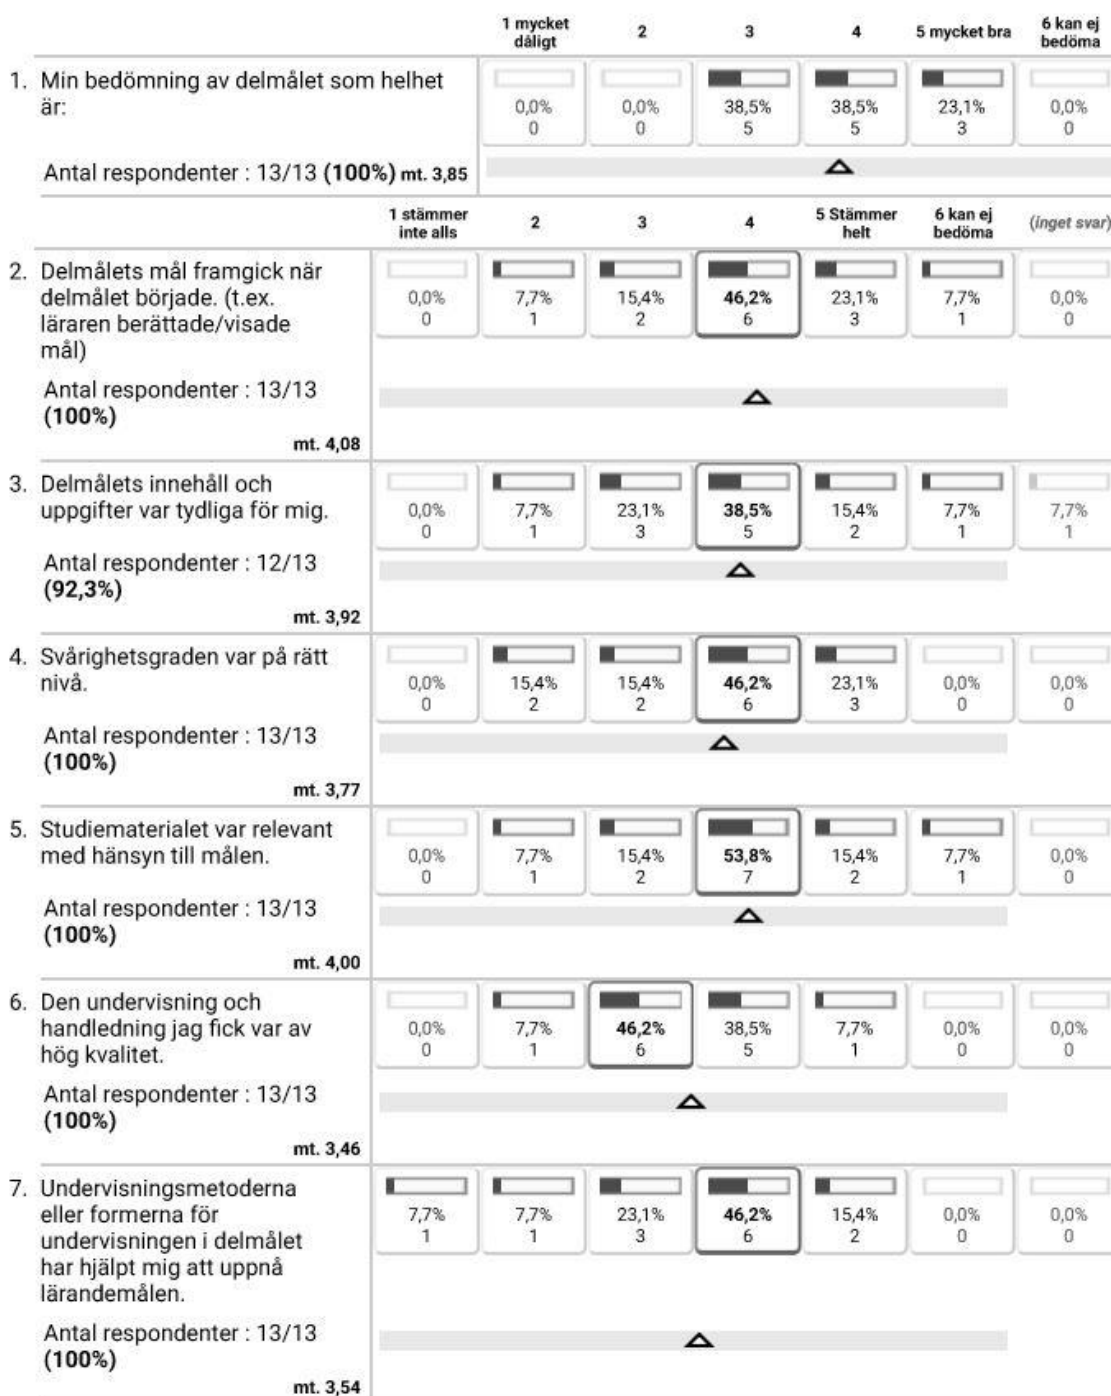 1 mycket dåligt 2 3 4 5 mycket bra 6 kan ej bedöma
1. Min bedömning av delmålet som helhet
är:
0,0% 0,0% 38,5% 38,5% 23,1% 0,0%
0 0 5 5 3 0
Antal respondenter : 13/13 (100%) mt. 3,85
1 stämmer inte alls 2 3 4 5 Stämmer helt 6 kan ej bedöma (inget svar)
2. Delmålets mål framgick när
delmålet började. (t.ex.
läraren berättade/visade
mål)
0,0% 7,7% 15,4% 46,2% 23,1% 7,7% 0,0%
0 1 2 6 3 1 0
Antal respondenter : 13/13
(100%)
mt. 4,08
3. Delmålets innehåll och
uppgifter var tydliga för mig.
0,0% 7,7% 23,1% 38,5% 15,4% 7,7% 7,7%
0 1 3 5 2 1 1
Antal respondenter : 12/13
(92,3%)
mt. 3,92
4. Svårighetsgraden var på rätt
nivå.
0,0% 15,4% 15,4% 46,2% 23,1% 0,0% 0,0%
0 2 2 6 3 0 0
Antal respondenter : 13/13
(100%)
mt. 3,77
5. Studiematerialet var relevant
med hänsyn till målen.
0,0% 7,7% 15,4% 53,8% 15,4% 7,7% 0,0%
0 1 2 7 2 1 0
Antal respondenter : 13/13
(100%)
mt. 4,00
6. Den undervisning och
handledning jag fick var av
hög kvalitet.
0,0% 7,7% 46,2% 38,5% 7,7% 0,0% 0,0%
0 1 6 5 1 0 0
Antal respondenter : 13/13
(100%)
mt. 3,46
7. Undervisningsmetoderna
eller formerna för
undervisningen i delmålet
har hjälpt mig att uppnå
lärandemålen.
7,7% 7,7% 23,1% 46,2% 15,4% 0,0% 0,0%
1 1 3 6 2 0 0
Antal respondenter : 13/13
(100%)
mt. 3,54